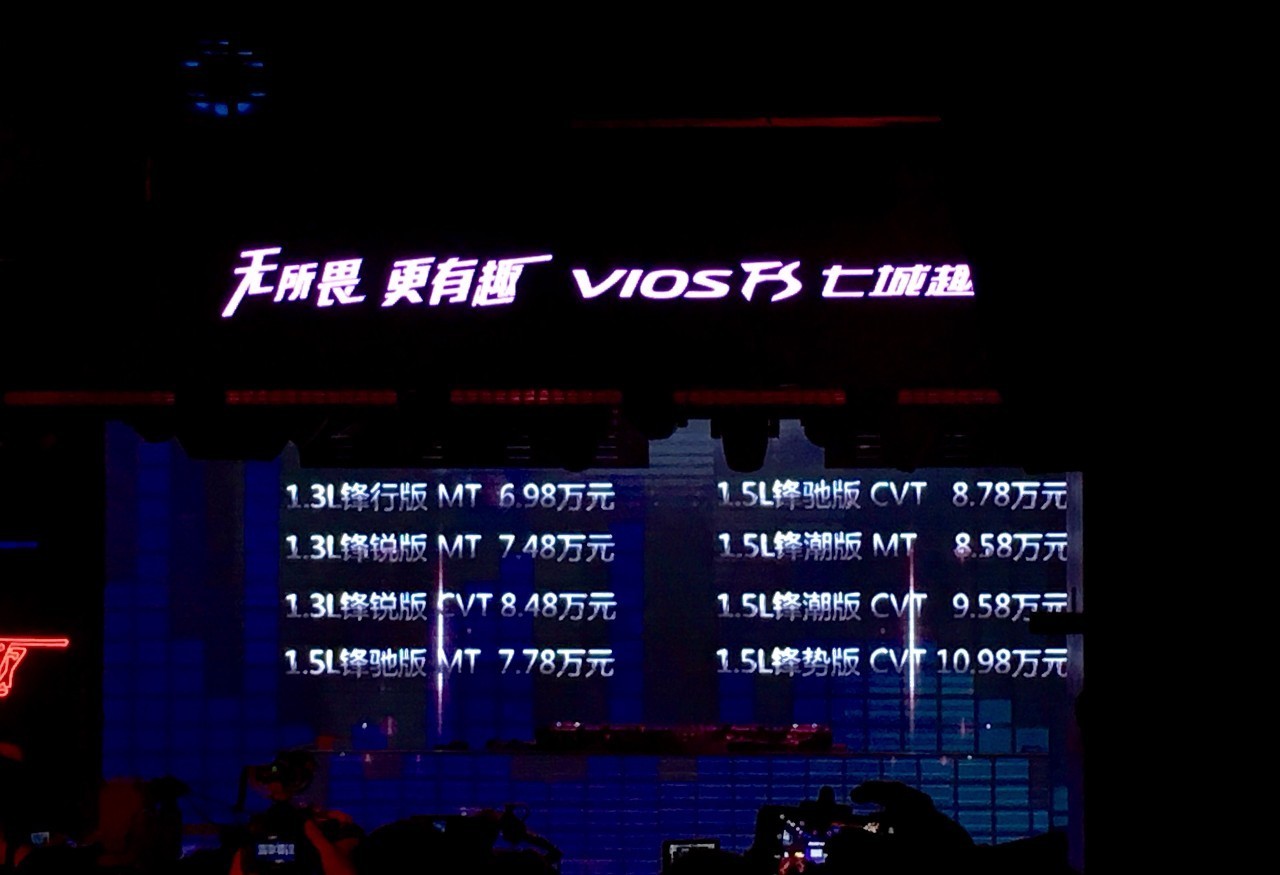 无所畏 更有趣 VIOS FS 七城趣
1.3L锋行版 MT 6.98万元
1.3L锋锐版 MT 7.48万元
1.3L锋锐版 CVT 8.48万元
1.5L锋驰版 MT 7.78万元
1.5L锋驰版 CVT 8.78万元
1.5L锋潮版 MT 8.58万元
1.5L锋潮版 CVT 9.58万元
1.5L锋势版 CVT 10.98万元